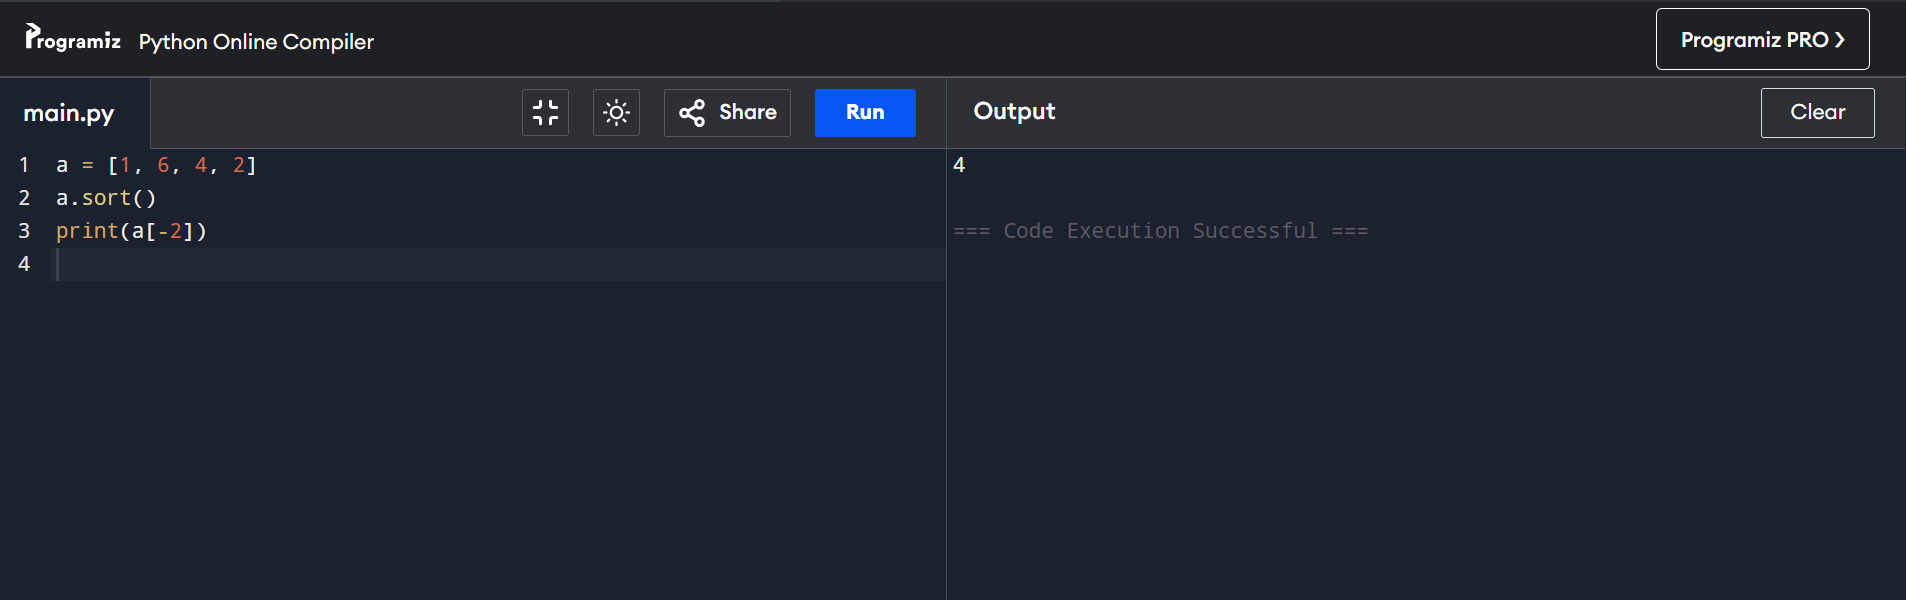 Programiz Python Online Compiler
Programiz PRO ❯
main.py
Share
Run
Output
Clear
1 a = [1, 6, 4, 2]
2 a.sort()
3 print(a[-2])
4
4
=== Code Execution Successful ===